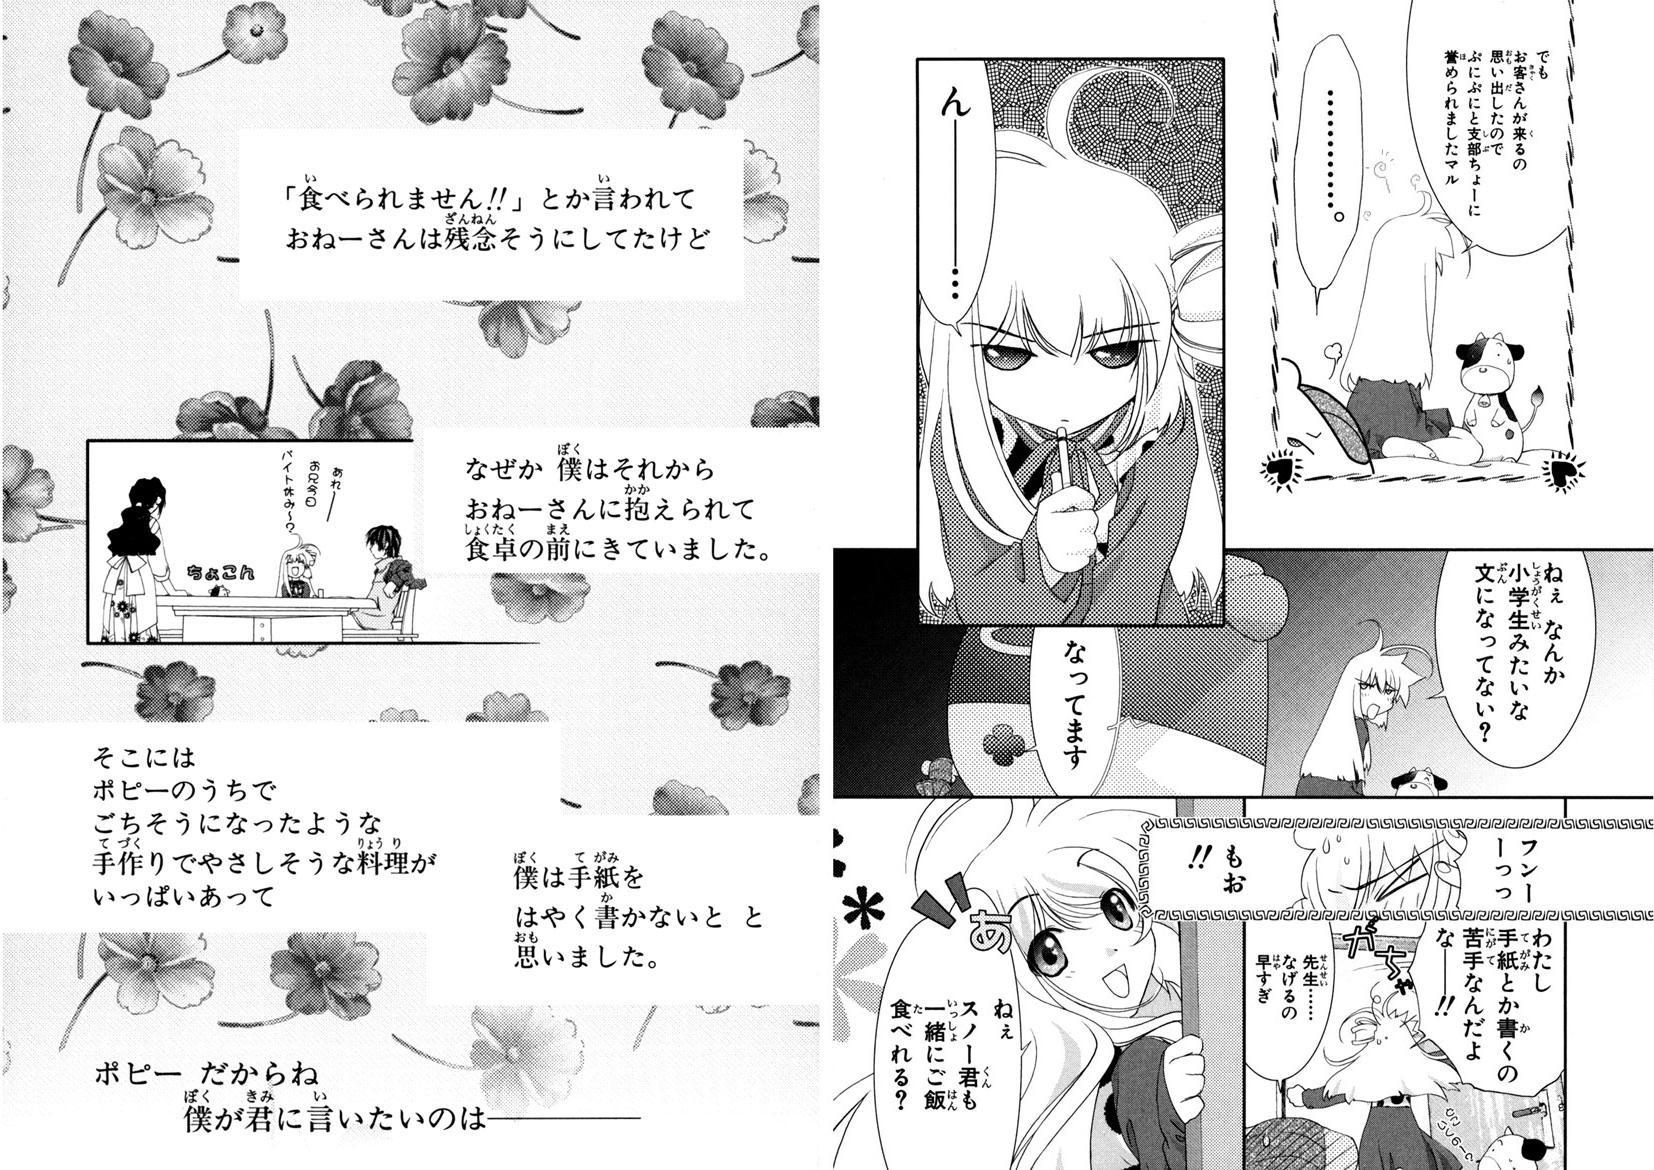 でも
お客さんが来るの
思い出したので
ぷにぷにと支部ちょーに
誉められましたマル
…………。
んー…
ねぇ なんか
小学生みたいな
文になってない？
なってます
フンー
ーっっ
もお
!!
わたし
手紙とか書くの
苦手なんだよ
なーー!!
先生……
なげるの
早すぎ
ガちゃ
あ
ねぇ
スノー君も
一緒にご飯
食べれる？
「食べられません!!」とか言われて
おねーさんは残念そうにしてたけど
あれー
お兄今日
バイト休み〜？
ちょこん
なぜか 僕はそれから
おねーさんに抱えられて
食卓の前にきていました。
そこには
ポピーのうちで
ごちそうになったような
手作りでやさしそうな料理が
いっぱいあって
僕は手紙を
はやく書かないと と
思いました。
ポピー だからね
僕が君に言いたいのは――――